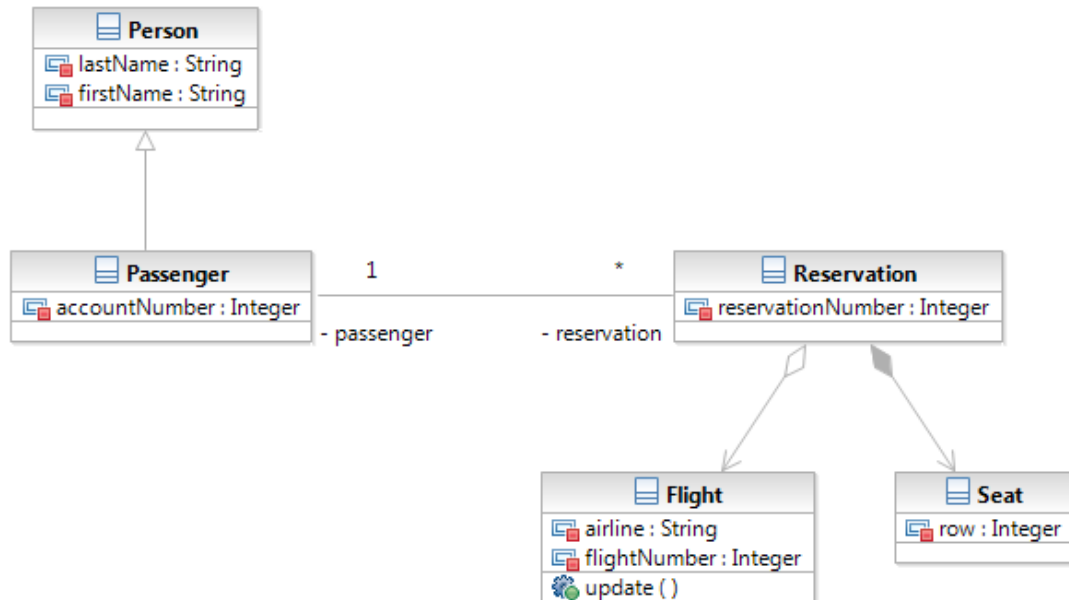 Person
lastName : String
firstName : String
Passenger
accountNumber : Integer
1
*
- passenger
- reservation
Reservation
reservationNumber : Integer
Flight
airline : String
flightNumber : Integer
update ( )
Seat
row : Integer